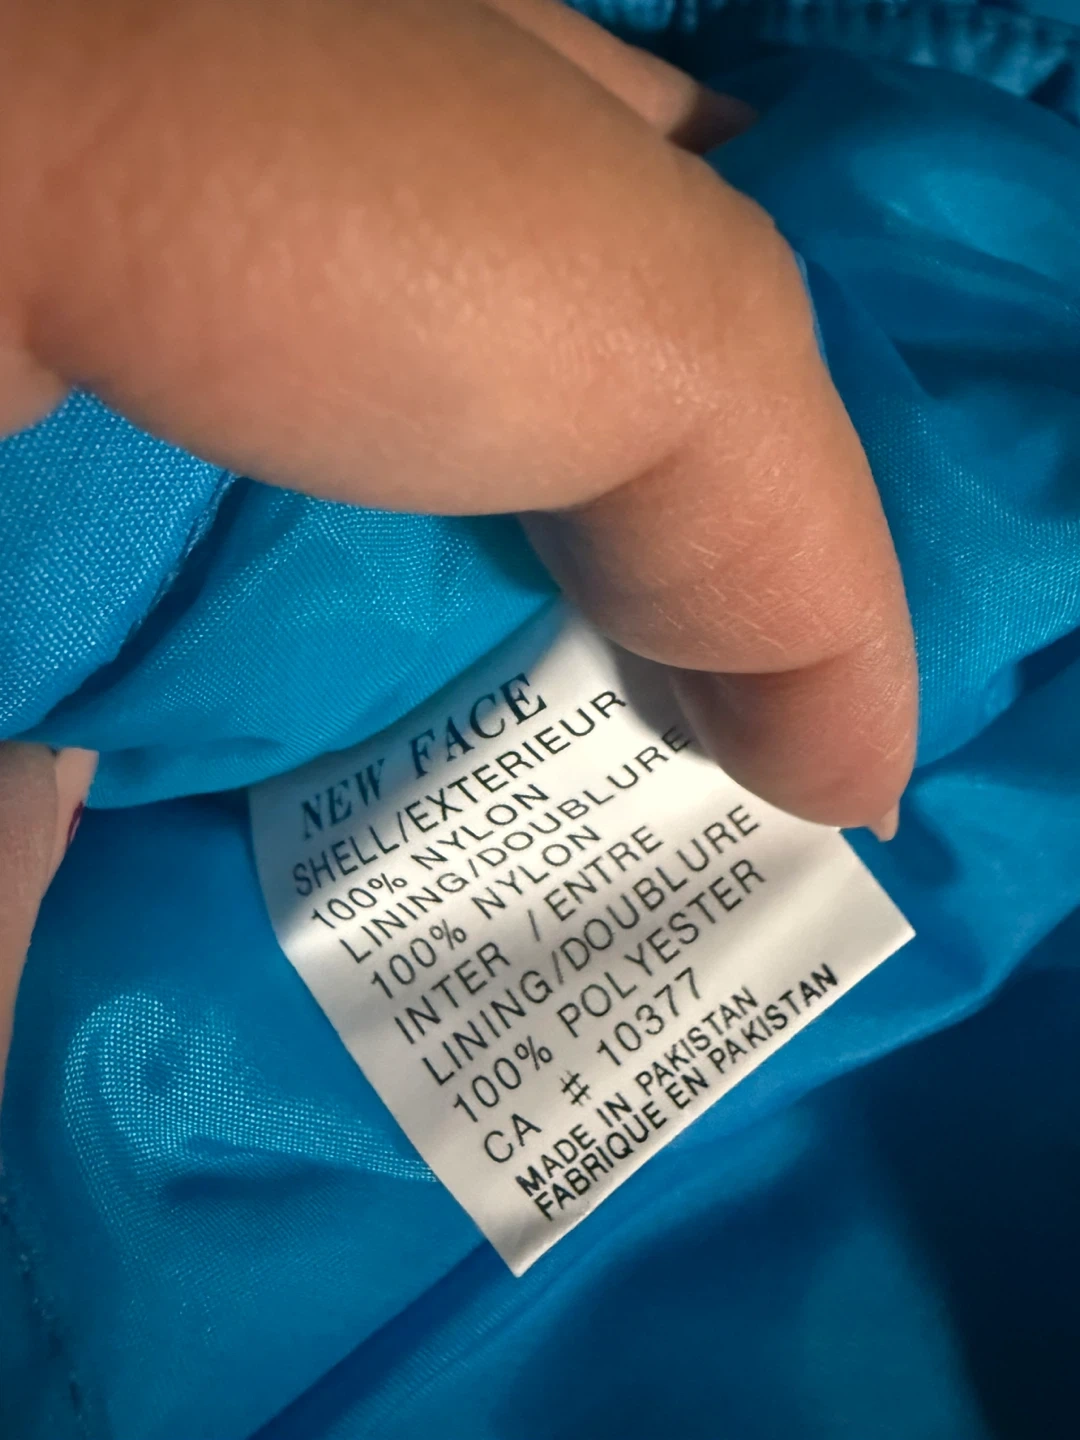 NEW FACE
SHELL/EXTERIEUR
100% NYLON
LINING/DOUBLURE
100% NYLON
INTER / ENTRE
LINING/DOUBLURE
100% POLYESTER
CA # 10377
MADE IN PAKISTAN
FABRIQUE EN PAKISTAN